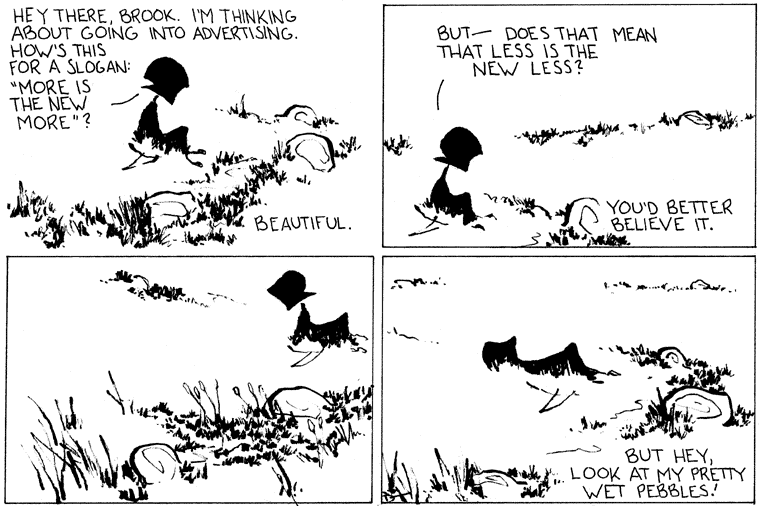 HEY THERE, BROOK. I'M THINKING
ABOUT GOING INTO ADVERTISING.
HOW'S THIS
FOR A SLOGAN:
"MORE IS
THE NEW
MORE"?
BEAUTIFUL.
BUT— DOES THAT MEAN
THAT LESS IS THE
NEW LESS?
YOU'D BETTER
BELIEVE IT.
BUT HEY,
LOOK AT MY PRETTY
WET PEBBLES!